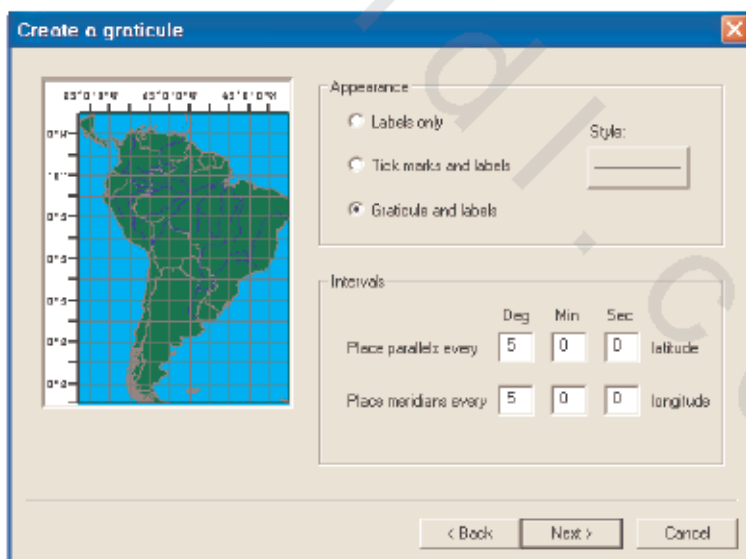 Create a graticule
Appearance
Labels only
Style:
Tick marks and labels
Graticule and labels
Intervals
Deg Min Sec
Place parallels every 5 0 0 latitude
Place meridians every 5 0 0 longitude
< Back Next > Cancel